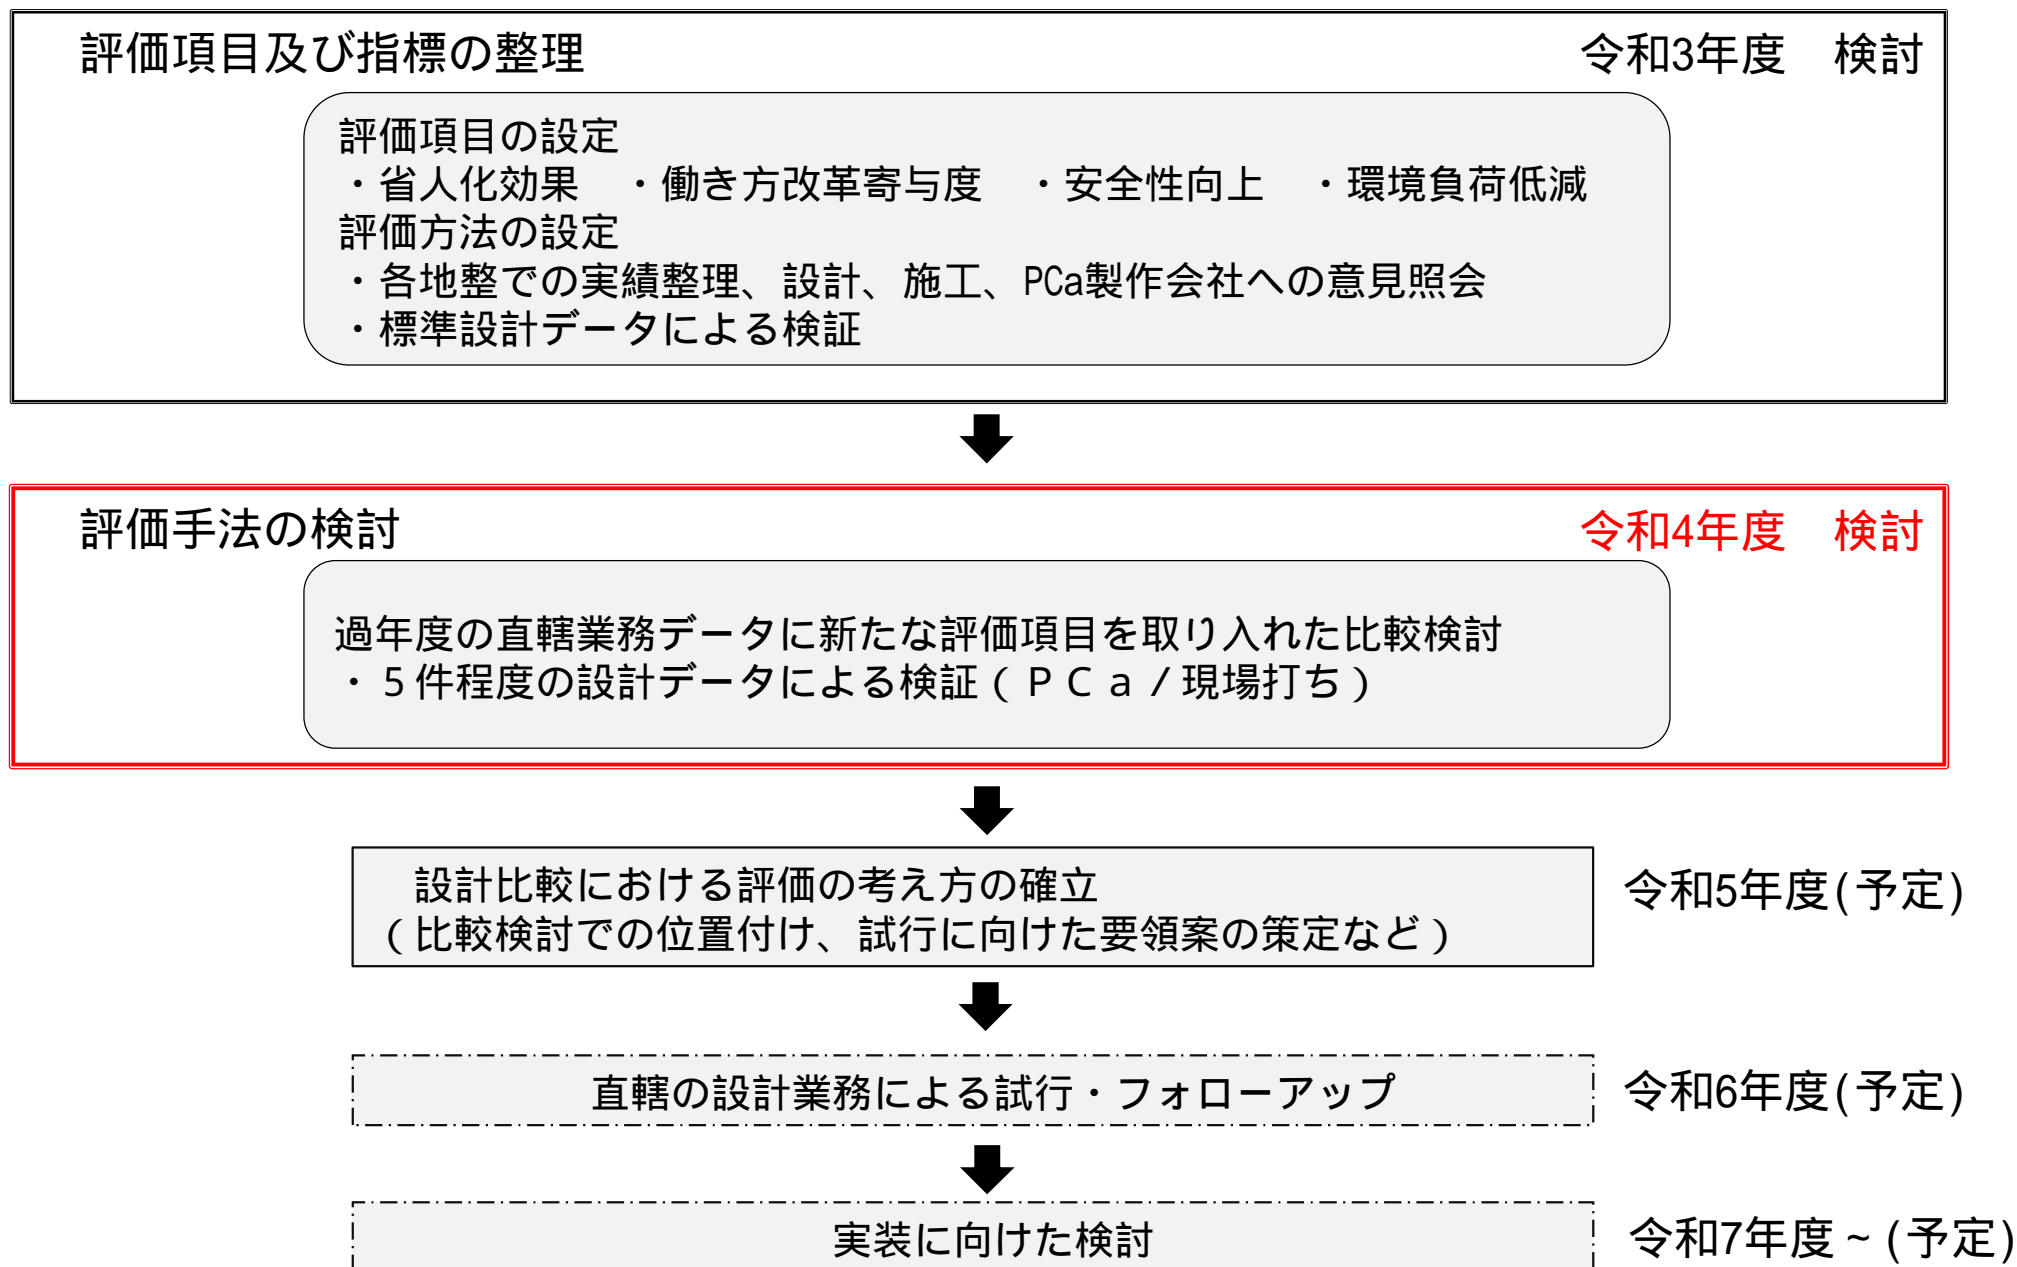 評価項目及び指標の整理
令和3年度　検討
評価項目の設定
・省人化効果　・働き方改革寄与度　・安全性向上　・環境負荷低減
評価方法の設定
・各地整での実績整理、設計、施工、PCa製作会社への意見照会
・標準設計データによる検証
評価手法の検討
令和4年度　検討
過年度の直轄業務データに新たな評価項目を取り入れた比較検討
・５件程度の設計データによる検証（ＰＣａ／現場打ち）
設計比較における評価の考え方の確立
令和5年度(予定)
（比較検討での位置付け、試行に向けた要領案の策定など）
直轄の設計業務による試行・フォローアップ
令和6年度(予定)
実装に向けた検討
令和7年度～(予定)